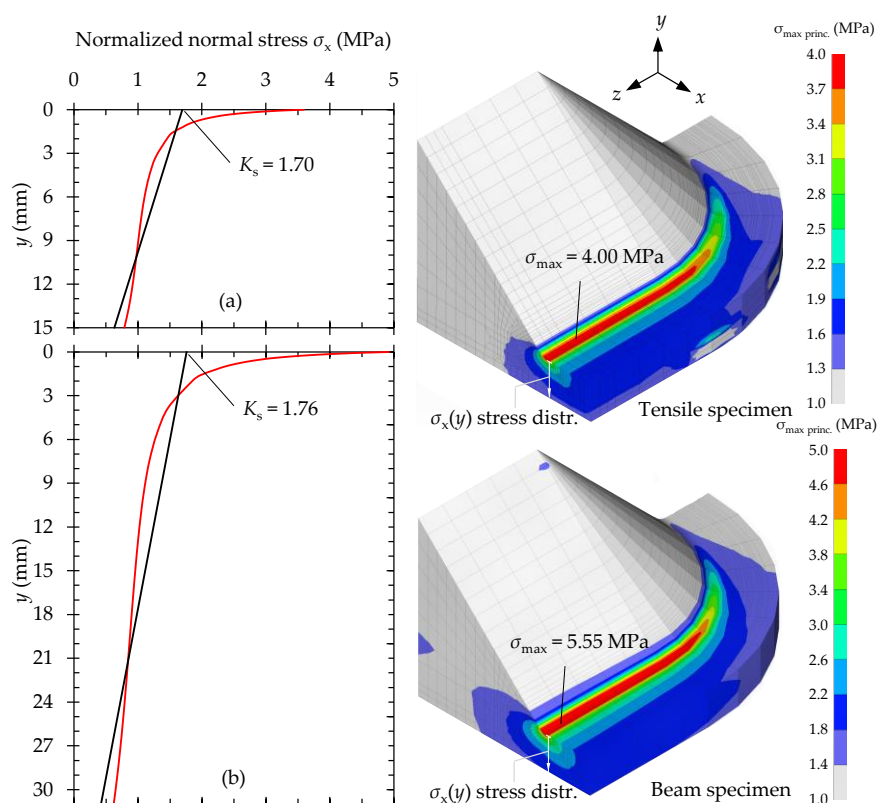 Normalized normal stress σx (MPa)
0 1 2 3 4 5
0
3
6
9
12
15
y (mm)
Ks = 1.70
(a)
0
3
6
9
12
15
18
21
24
27
30
y (mm)
Ks = 1.76
(b)
y
z
x
σmax princ. (MPa)
4.0
3.7
3.4
3.1
2.8
2.5
2.2
1.9
1.6
1.3
1.0
σmax = 4.00 MPa
σx(y) stress distr.
Tensile specimen
σmax princ. (MPa)
5.0
4.6
4.2
3.8
3.4
3.0
2.6
2.2
1.8
1.4
1.0
σmax = 5.55 MPa
σx(y) stress distr.
Beam specimen